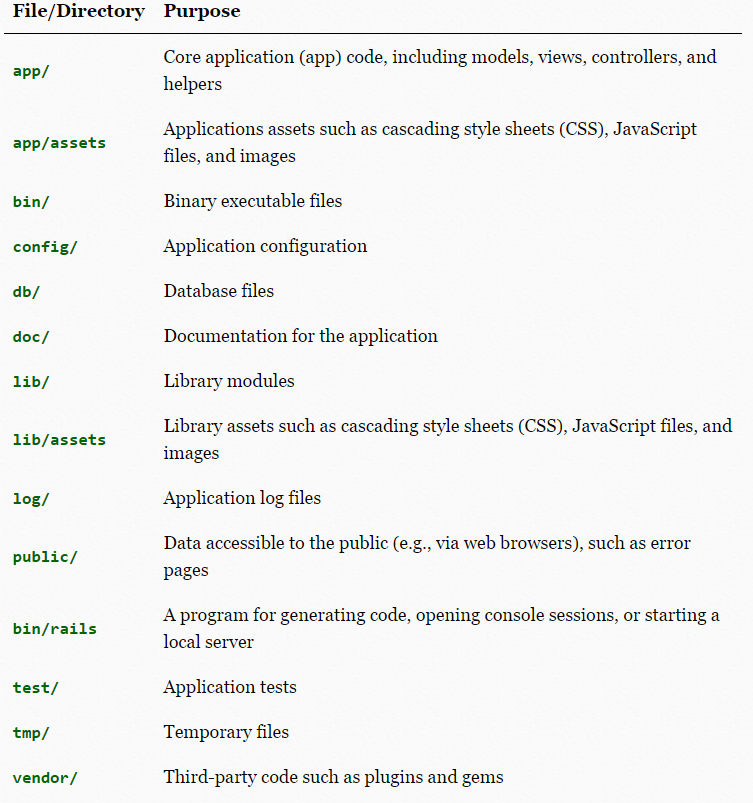 File/Directory Purpose
app/ Core application (app) code, including models, views, controllers, and
helpers
app/assets Applications assets such as cascading style sheets (CSS), JavaScript
files, and images
bin/ Binary executable files
config/ Application configuration
db/ Database files
doc/ Documentation for the application
lib/ Library modules
lib/assets Library assets such as cascading style sheets (CSS), JavaScript files, and
images
log/ Application log files
public/ Data accessible to the public (e.g., via web browsers), such as error
pages
bin/rails A program for generating code, opening console sessions, or starting a
local server
test/ Application tests
tmp/ Temporary files
vendor/ Third-party code such as plugins and gems